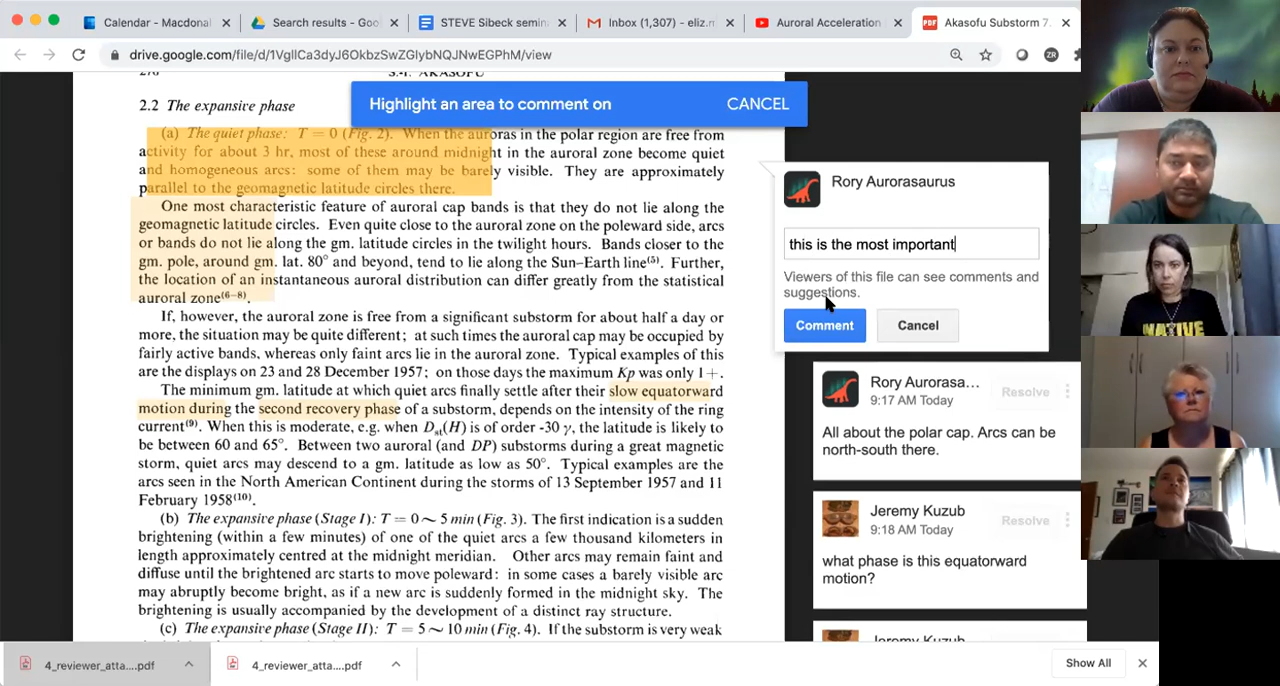 Calendar - Macdonal
Search results - Goo
STEVE Sibeck semin
Inbox (1,307) - eliz.m
Auroral Acceleration
Akasofu Substorm 7.
drive.google.com/file/d/1VgllCa3dyJ6OkbzSwZGlybNQJNwEGPhM/view
ZR
S.-I. AKASOFU
Highlight an area to comment on
CANCEL
2.2 The expansive phase
(a) The quiet phase: T = 0 (Fig. 2). When the auroras in the polar region are free from
activity for about 3 hr, most of these around midnight in the auroral zone become quiet
and homogeneous arcs: some of them may be barely visible. They are approximately
parallel to the geomagnetic latitude circles there.
One most characteristic feature of auroral cap bands is that they do not lie along the
geomagnetic latitude circles. Even quite close to the auroral zone on the poleward side, arcs
or bands do not lie along the gm. latitude circles in the twilight hours. Bands closer to the
gm. pole, around gm. lat. 80° and beyond, tend to lie along the Sun–Earth line(5). Further,
the location of an instantaneous auroral distribution can differ greatly from the statistical
auroral zone(6–8).
If, however, the auroral zone is free from a significant substorm for about half a day or
more, the situation may be quite different; at such times the auroral cap may be occupied by
fairly active bands, whereas only faint arcs lie in the auroral zone. Typical examples of this
are the displays on 23 and 28 December 1957; on those days the maximum Kp was only 1+.
The minimum gm. latitude at which quiet arcs finally settle after their slow equatorward
motion during the second recovery phase of a substorm, depends on the intensity of the ring
current(9). When this is moderate, e.g. when Dst(H) is of order -30 γ, the latitude is likely to
be between 60 and 65°. Between two auroral (and DP) substorms during a great magnetic
storm, quiet arcs may descend to a gm. latitude as low as 50°. Typical examples are the
arcs seen in the North American Continent during the storms of 13 September 1957 and 11
February 1958(10).
(b) The expansive phase (Stage I): T = 0 ~ 5 min (Fig. 3). The first indication is a sudden
brightening (within a few minutes) of one of the quiet arcs a few thousand kilometers in
length approximately centred at the midnight meridian. Other arcs may remain faint and
diffuse until the brightened arc starts to move poleward: in some cases a barely visible arc
may abruptly become bright, as if a new arc is suddenly formed in the midnight sky. The
brightening is usually accompanied by the development of a distinct ray structure.
(c) The expansive phase (Stage II): T = 5 ~ 10 min (Fig. 4). If the substorm is very weak
Rory Aurorasaurus
this is the most important
Viewers of this file can see comments and
suggestions.
Comment
Cancel
Rory Aurorasa...
Resolve
9:17 AM Today
All about the polar cap. Arcs can be
north-south there.
Jeremy Kuzub
Resolve
9:18 AM Today
what phase is this equatorward
motion?
Jeremy Kuzub
Resolve
NATIVE
4_reviewer_atta....pdf
4_reviewer_atta....pdf
Show All